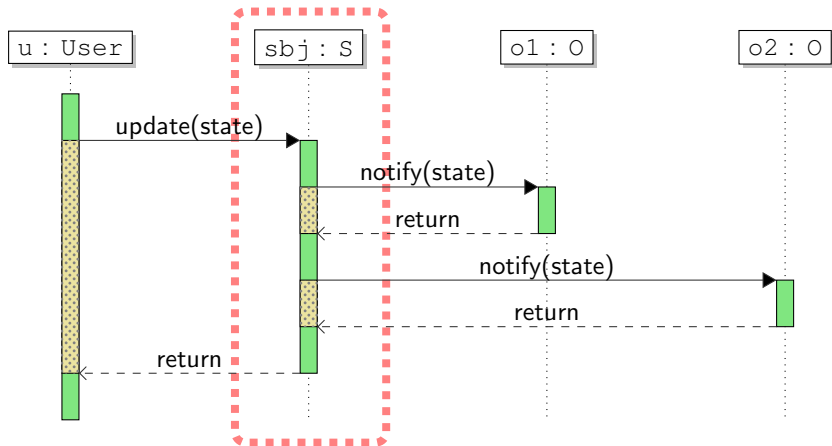 u : User
sbj : S
o1 : O
o2 : O
update(state)
notify(state)
return
notify(state)
return
return